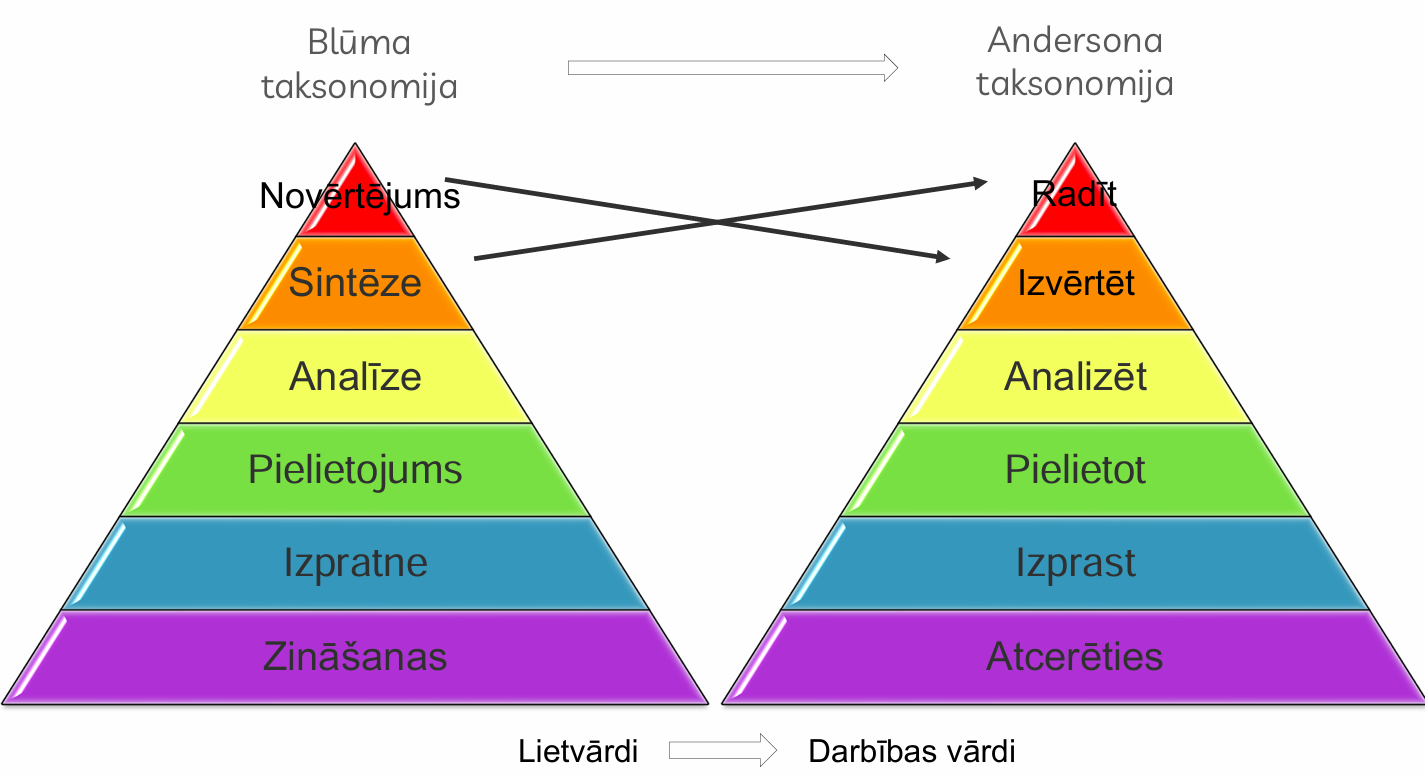 Blūma
taksonomija
Andersona
taksonomija
Novērtējums
Sintēze
Analīze
Pielietojums
Izpratne
Zināšanas
Radīt
Izvērtēt
Analizēt
Pielietot
Izprast
Atcerēties
Lietvārdi
Darbības vārdi